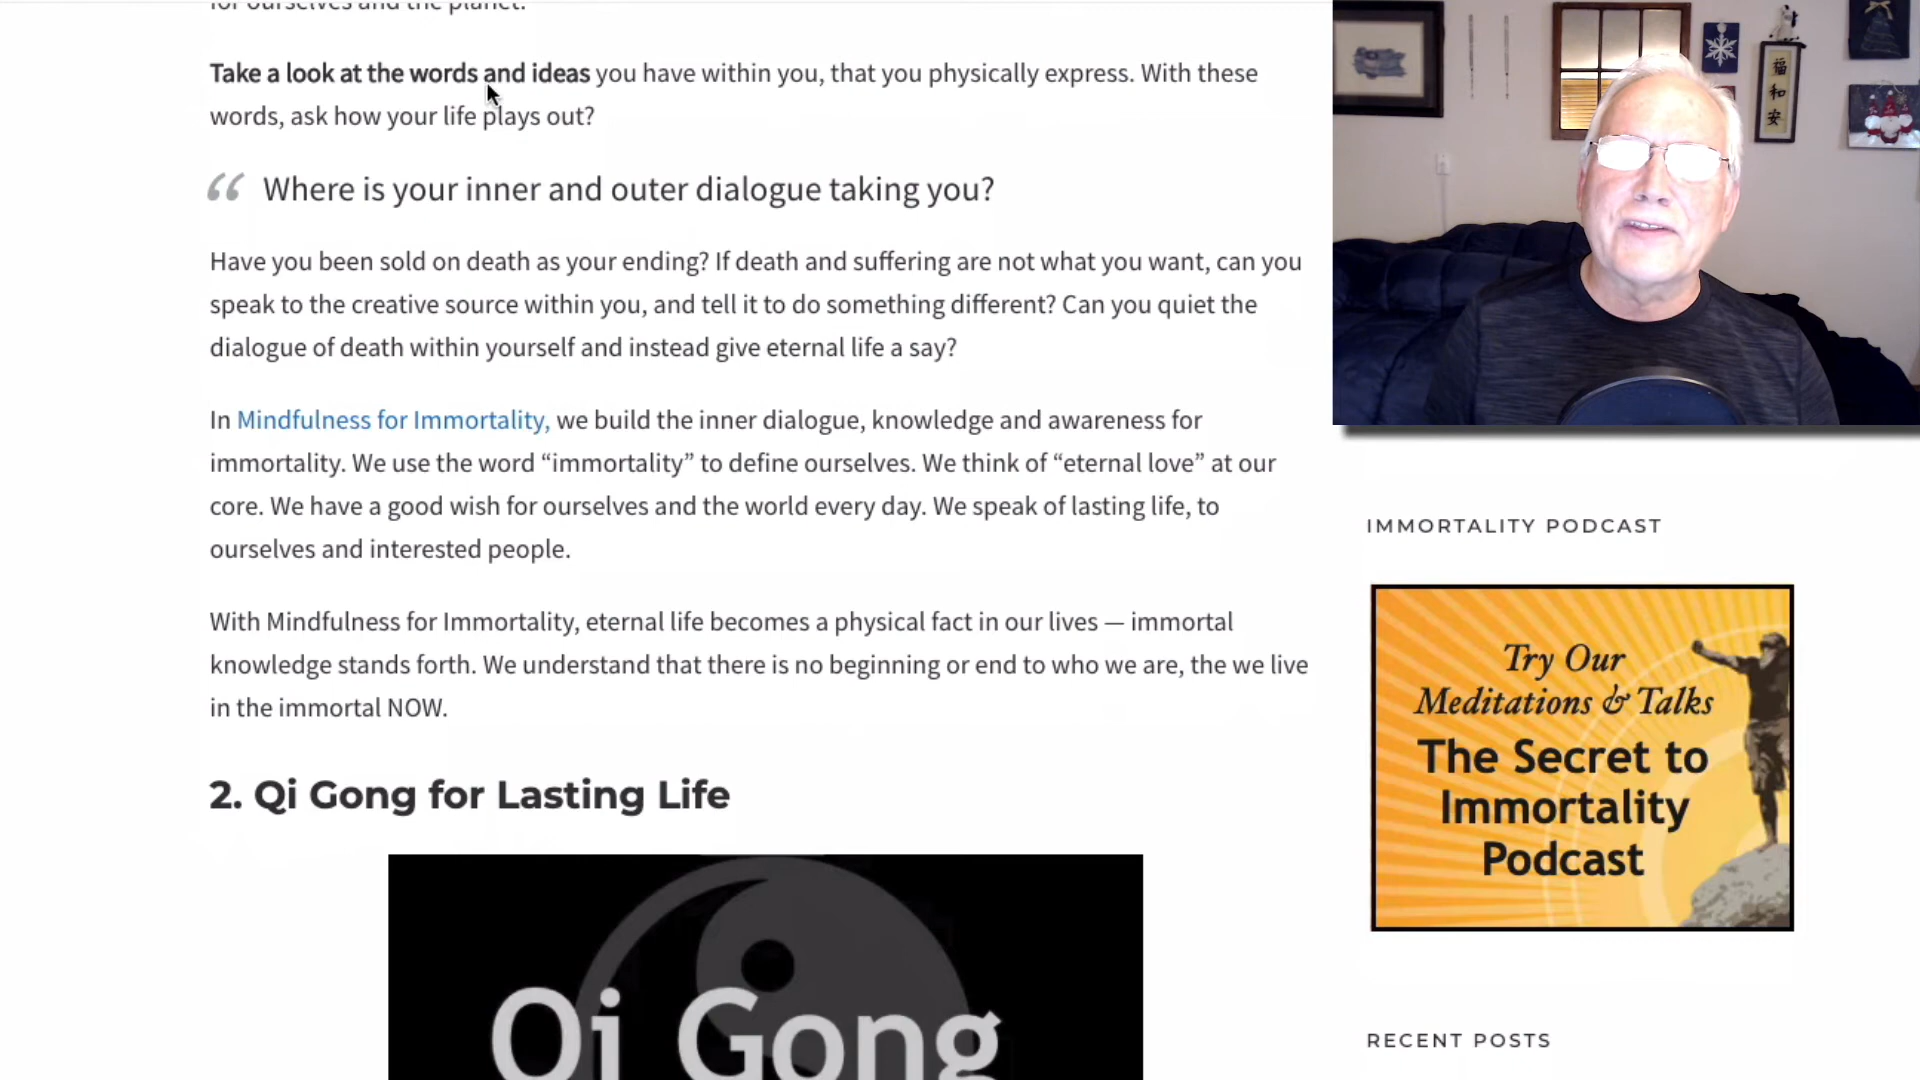 for ourselves and the planet.
Take a look at the words and ideas you have within you, that you physically express. With these
words, ask how your life plays out?
“ Where is your inner and outer dialogue taking you?
Have you been sold on death as your ending? If death and suffering are not what you want, can you
speak to the creative source within you, and tell it to do something different? Can you quiet the
dialogue of death within yourself and instead give eternal life a say?
In Mindfulness for Immortality, we build the inner dialogue, knowledge and awareness for
immortality. We use the word “immortality” to define ourselves. We think of “eternal love” at our
core. We have a good wish for ourselves and the world every day. We speak of lasting life, to
ourselves and interested people.
With Mindfulness for Immortality, eternal life becomes a physical fact in our lives — immortal
knowledge stands forth. We understand that there is no beginning or end to who we are, the we live
in the immortal NOW.
2. Qi Gong for Lasting Life
Qi Gong
福
和
安
IMMORTALITY PODCAST
Try Our
Meditations & Talks
The Secret to
Immortality
Podcast
RECENT POSTS